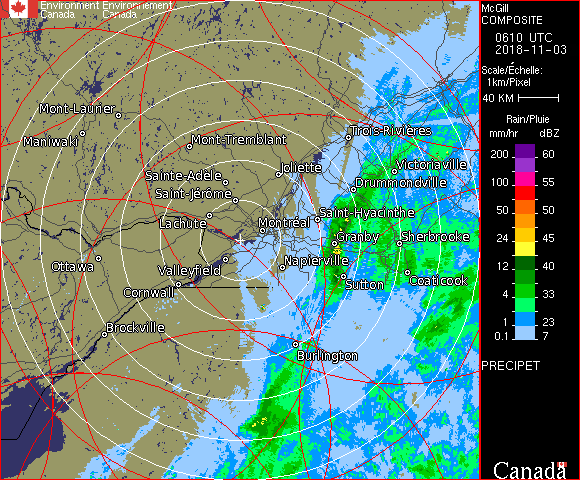 Environment Environnement
Canada Canada
McGill
COMPOSITE
0610 UTC
2018-11-03
Scale/Échelle:
1km/Pixel
40 KM
Rain/Pluie
mm/hr dBZ
200 60
100 55
50 50
24 45
12 40
4 33
1 23
0.1 7
PRECIPET
Canada
Mont-Laurier
Maniwaki
Mont-Tremblant
Trois-Rivières
Joliette
Victoriaville
Sainte-Adèle
Drummondville
Saint-Jérôme
Saint-Hyacinthe
Lachute
Montréal
Granby
Sherbrooke
Ottawa
Valleyfield
Napierville
Coaticook
Cornwall
Sutton
Brockville
Burlington